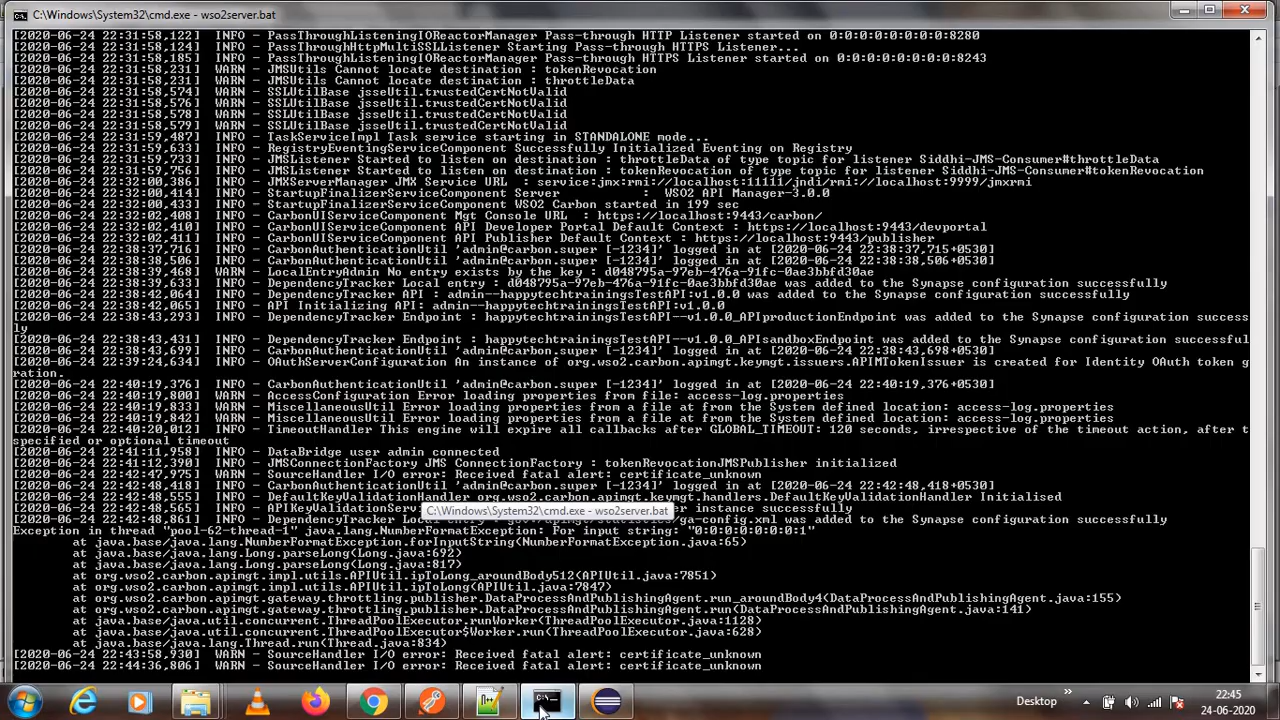 C:\Windows\System32\cmd.exe - wso2server.bat
[2020-06-24 22:31:58,122]  INFO - PassThroughListeningIOReactorManager Pass-through HTTP Listener started on 0:0:0:0:0:0:0:0:8280
[2020-06-24 22:31:58,124]  INFO - PassThroughHttpMultiSSLListener Starting Pass-through HTTPS Listener...
[2020-06-24 22:31:58,185]  INFO - PassThroughListeningIOReactorManager Pass-through HTTPS Listener started on 0:0:0:0:0:0:0:0:8243
[2020-06-24 22:31:58,231]  WARN - JMSUtils Cannot locate destination : tokenRevocation
[2020-06-24 22:31:58,231]  WARN - JMSUtils Cannot locate destination : throttleData
[2020-06-24 22:31:58,574]  WARN - SSLUtilBase jsseUtil.trustedCertNotValid
[2020-06-24 22:31:58,576]  WARN - SSLUtilBase jsseUtil.trustedCertNotValid
[2020-06-24 22:31:58,578]  WARN - SSLUtilBase jsseUtil.trustedCertNotValid
[2020-06-24 22:31:58,579]  WARN - SSLUtilBase jsseUtil.trustedCertNotValid
[2020-06-24 22:31:59,487]  INFO - TaskServiceImpl Task service starting in STANDALONE mode...
[2020-06-24 22:31:59,633]  INFO - RegistryEventingServiceComponent Successfully Initialized Eventing on Registry
[2020-06-24 22:31:59,733]  INFO - JMSListener Started to listen on destination : throttleData of type topic for listener Siddhi-JMS-Consumer#throttleData
[2020-06-24 22:31:59,756]  INFO - JMSListener Started to listen on destination : tokenRevocation of type topic for listener Siddhi-JMS-Consumer#tokenRevocation
[2020-06-24 22:32:00,386]  INFO - JMXServerManager JMX Service URL  : service:jmx:rmi://localhost:11111/jndi/rmi://localhost:9999/jmxrmi
[2020-06-24 22:32:00,414]  INFO - StartupFinalizerServiceComponent Server           :  WSO2 API Manager-3.0.0
[2020-06-24 22:32:00,433]  INFO - StartupFinalizerServiceComponent WSO2 Carbon started in 199 sec
[2020-06-24 22:32:02,408]  INFO - CarbonUIServiceComponent Mgt Console URL  : https://localhost:9443/carbon/
[2020-06-24 22:32:02,410]  INFO - CarbonUIServiceComponent API Developer Portal Default Context : https://localhost:9443/devportal
[2020-06-24 22:32:02,411]  INFO - CarbonUIServiceComponent API Publisher Default Context : https://localhost:9443/publisher
[2020-06-24 22:38:37,716]  INFO - CarbonAuthenticationUtil 'admin@carbon.super [-1234]' logged in at [2020-06-24 22:38:37,715+0530]
[2020-06-24 22:38:38,506]  INFO - CarbonAuthenticationUtil 'admin@carbon.super [-1234]' logged in at [2020-06-24 22:38:38,506+0530]
[2020-06-24 22:38:39,468]  WARN - LocalEntryAdmin No entry exists by the key : d048795a-97eb-476a-91fc-0ae3bbfd30ae
[2020-06-24 22:38:39,633]  INFO - DependencyTracker Local entry : d048795a-97eb-476a-91fc-0ae3bbfd30ae was added to the Synapse configuration successfully
[2020-06-24 22:38:42,064]  INFO - DependencyTracker API : admin--happytechtrainingsTestAPI:v1.0.0 was added to the Synapse configuration successfully
[2020-06-24 22:38:42,065]  INFO - API Initializing API: admin--happytechtrainingsTestAPI:v1.0.0
[2020-06-24 22:38:43,293]  INFO - DependencyTracker Endpoint : happytechtrainingsTestAPI--v1.0.0_APIproductionEndpoint was added to the Synapse configuration success
ly
[2020-06-24 22:38:43,431]  INFO - DependencyTracker Endpoint : happytechtrainingsTestAPI--v1.0.0_APIsandboxEndpoint was added to the Synapse configuration successful
[2020-06-24 22:38:43,699]  INFO - CarbonAuthenticationUtil 'admin@carbon.super [-1234]' logged in at [2020-06-24 22:38:43,698+0530]
[2020-06-24 22:39:24,634]  INFO - OAuthServerConfiguration An instance of org.wso2.carbon.apimgt.keymgt.issuers.APIMTokenIssuer is created for Identity OAuth token g
ration.
[2020-06-24 22:40:19,376]  INFO - CarbonAuthenticationUtil 'admin@carbon.super [-1234]' logged in at [2020-06-24 22:40:19,376+0530]
[2020-06-24 22:40:19,800]  WARN - AccessConfiguration Error loading properties from file: access-log.properties
[2020-06-24 22:40:19,833]  WARN - MiscellaneousUtil Error loading properties from a file at from the System defined location: access-log.properties
[2020-06-24 22:40:19,842]  WARN - MiscellaneousUtil Error loading properties from a file at from the System defined location: access-log.properties
[2020-06-24 22:40:20,012]  INFO - TimeoutHandler This engine will expire all callbacks after GLOBAL_TIMEOUT: 120 seconds, irrespective of the timeout action, after t
specified or optional timeout
[2020-06-24 22:41:11,958]  INFO - DataBridge user admin connected
[2020-06-24 22:41:12,390]  INFO - JMSConnectionFactory JMS ConnectionFactory : tokenRevocationJMSPublisher initialized
[2020-06-24 22:42:47,975]  WARN - SourceHandler I/O error: Received fatal alert: certificate_unknown
[2020-06-24 22:42:48,418]  INFO - CarbonAuthenticationUtil 'admin@carbon.super [-1234]' logged in at [2020-06-24 22:42:48,418+0530]
[2020-06-24 22:42:48,555]  INFO - DefaultKeyValidationHandler org.wso2.carbon.apimgt.keymgt.handlers.DefaultKeyValidationHandler Initialised
[2020-06-24 22:42:48,555]  INFO - APIKeyValidationServi er instance successfully
C:\Windows\System32\cmd.exe - wso2server.bat
[2020-06-24 22:42:48,861]  INFO - DependencyTracker Local entry : gov:/apimgt/statistics/ga-config.xml was added to the Synapse configuration successfully
Exception in thread "pool-62-thread-1" java.lang.NumberFormatException: For input string: "0:0:0:0:0:0:0:1"
at java.base/java.lang.NumberFormatException.forInputString(NumberFormatException.java:65)
at java.base/java.lang.Long.parseLong(Long.java:692)
at java.base/java.lang.Long.parseLong(Long.java:817)
at org.wso2.carbon.apimgt.impl.utils.APIUtil.ipToLong_aroundBody512(APIUtil.java:7851)
at org.wso2.carbon.apimgt.impl.utils.APIUtil.ipToLong(APIUtil.java:7847)
at org.wso2.carbon.apimgt.gateway.throttling.publisher.DataProcessAndPublishingAgent.run_aroundBody4(DataProcessAndPublishingAgent.java:155)
at org.wso2.carbon.apimgt.gateway.throttling.publisher.DataProcessAndPublishingAgent.run(DataProcessAndPublishingAgent.java:141)
at java.base/java.util.concurrent.ThreadPoolExecutor.runWorker(ThreadPoolExecutor.java:1128)
at java.base/java.util.concurrent.ThreadPoolExecutor$Worker.run(ThreadPoolExecutor.java:628)
at java.base/java.lang.Thread.run(Thread.java:834)
[2020-06-24 22:43:58,930]  WARN - SourceHandler I/O error: Received fatal alert: certificate_unknown
[2020-06-24 22:44:36,806]  WARN - SourceHandler I/O error: Received fatal alert: certificate_unknown
Desktop
22:45
24-06-2020